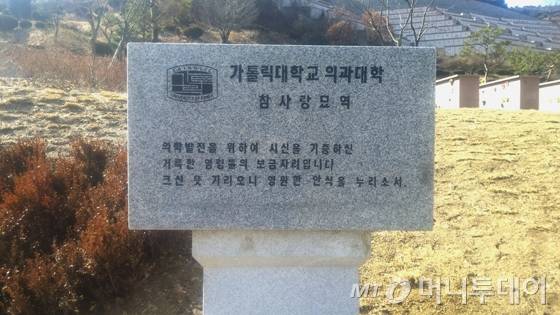 가톨릭대학교 의과대학
참사랑묘역
의학발전을 위하여 시신을 기증하신
거룩한 영령들의 보금자리입니다
크신 뜻 기리오니 영원한 안식을 누리소서.
MT 머니투데이